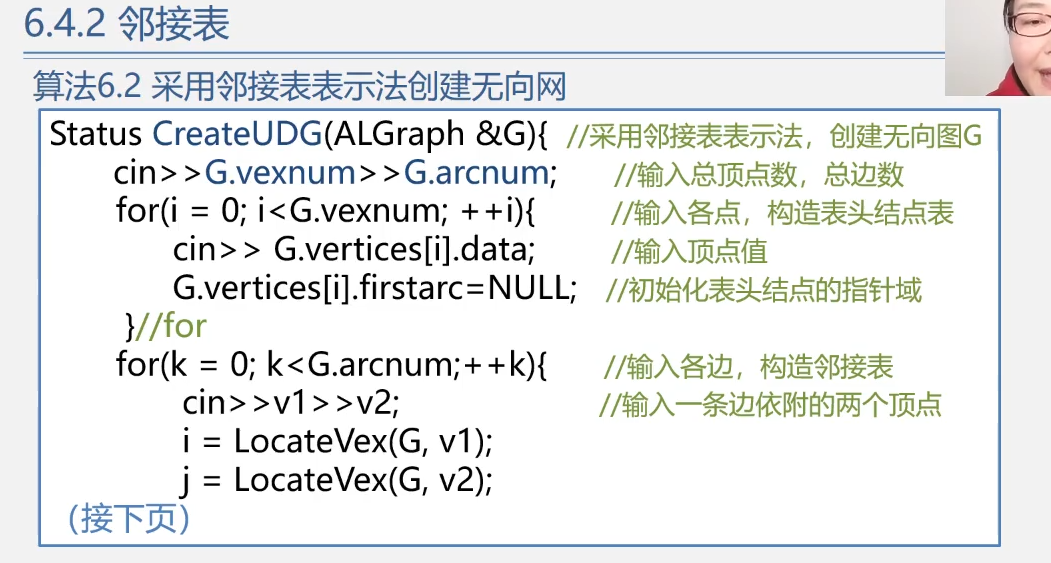 6.4.2 邻接表
算法6.2 采用邻接表表示法创建无向网
Status CreateUDG(ALGraph &G){ //采用邻接表表示法，创建无向图G
cin>>G.vexnum>>G.arcnum; //输入总顶点数，总边数
for(i = 0; i<G.vexnum; ++i){ //输入各点，构造表头结点表
cin>> G.vertices[i].data; //输入顶点值
G.vertices[i].firstarc=NULL; //初始化表头结点的指针域
}//for
for(k = 0; k<G.arcnum;++k){ //输入各边，构造邻接表
cin>>v1>>v2; //输入一条边依附的两个顶点
i = LocateVex(G, v1);
j = LocateVex(G, v2);
（接下页）